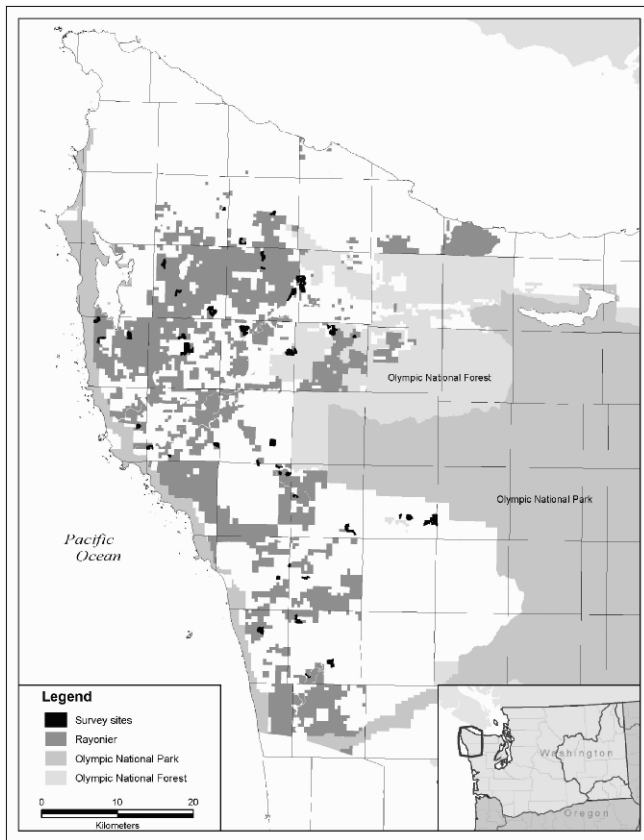 Olympic National Forest
Olympic National Park
Pacific
Ocean
Legend
Survey sites
Rayonier
Olympic National Park
Olympic National Forest
0 10 20
Kilometers
Washington
Oregon